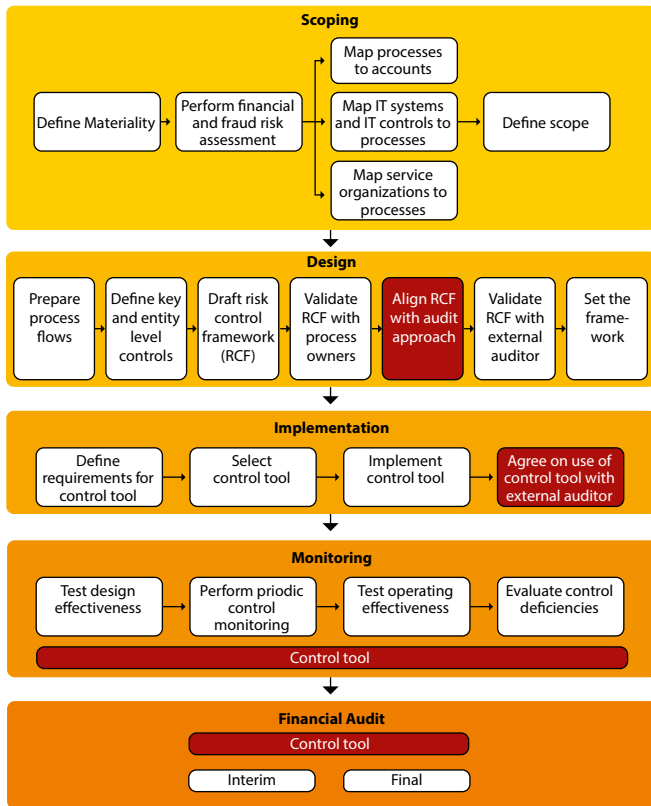 Scoping
Define Materiality
Perform financial
and fraud risk
assessment
Map processes
to accounts
Map IT systems
and IT controls to
processes
Map service
organizations to
processes
Define scope
Design
Prepare
process
flows
Define key
and entity
level
controls
Draft risk
control
framework
(RCF)
Validate
RCF with
process
owners
Align RCF
with audit
approach
Validate
RCF with
external
auditor
Set the
frame-
work
Implementation
Define
requirements for
control tool
Select
control tool
Implement
control tool
Agree on use of
control tool with
external auditor
Monitoring
Test design
effectiveness
Perform priodic
control
monitoring
Test operating
effectiveness
Evaluate control
deficiencies
Control tool
Financial Audit
Control tool
Interim
Final